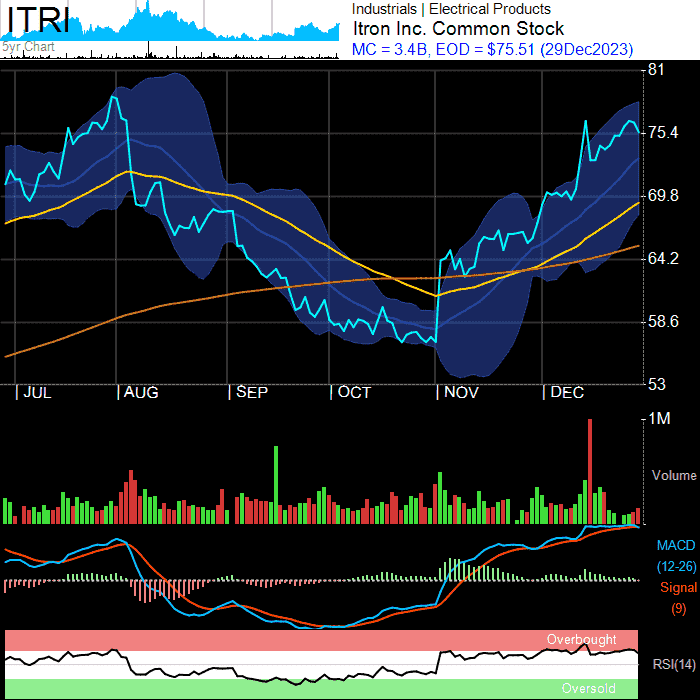 ITRI
5yr Chart
Industrials | Electrical Products
Itron Inc. Common Stock
MC = 3.4B, EOD = $75.51 (29Dec2023)
81
75.4
69.8
64.2
58.6
53
JUL AUG SEP OCT NOV DEC
1M
Volume
MACD
(12-26)
Signal
(9)
Overbought
RSI(14)
Oversold